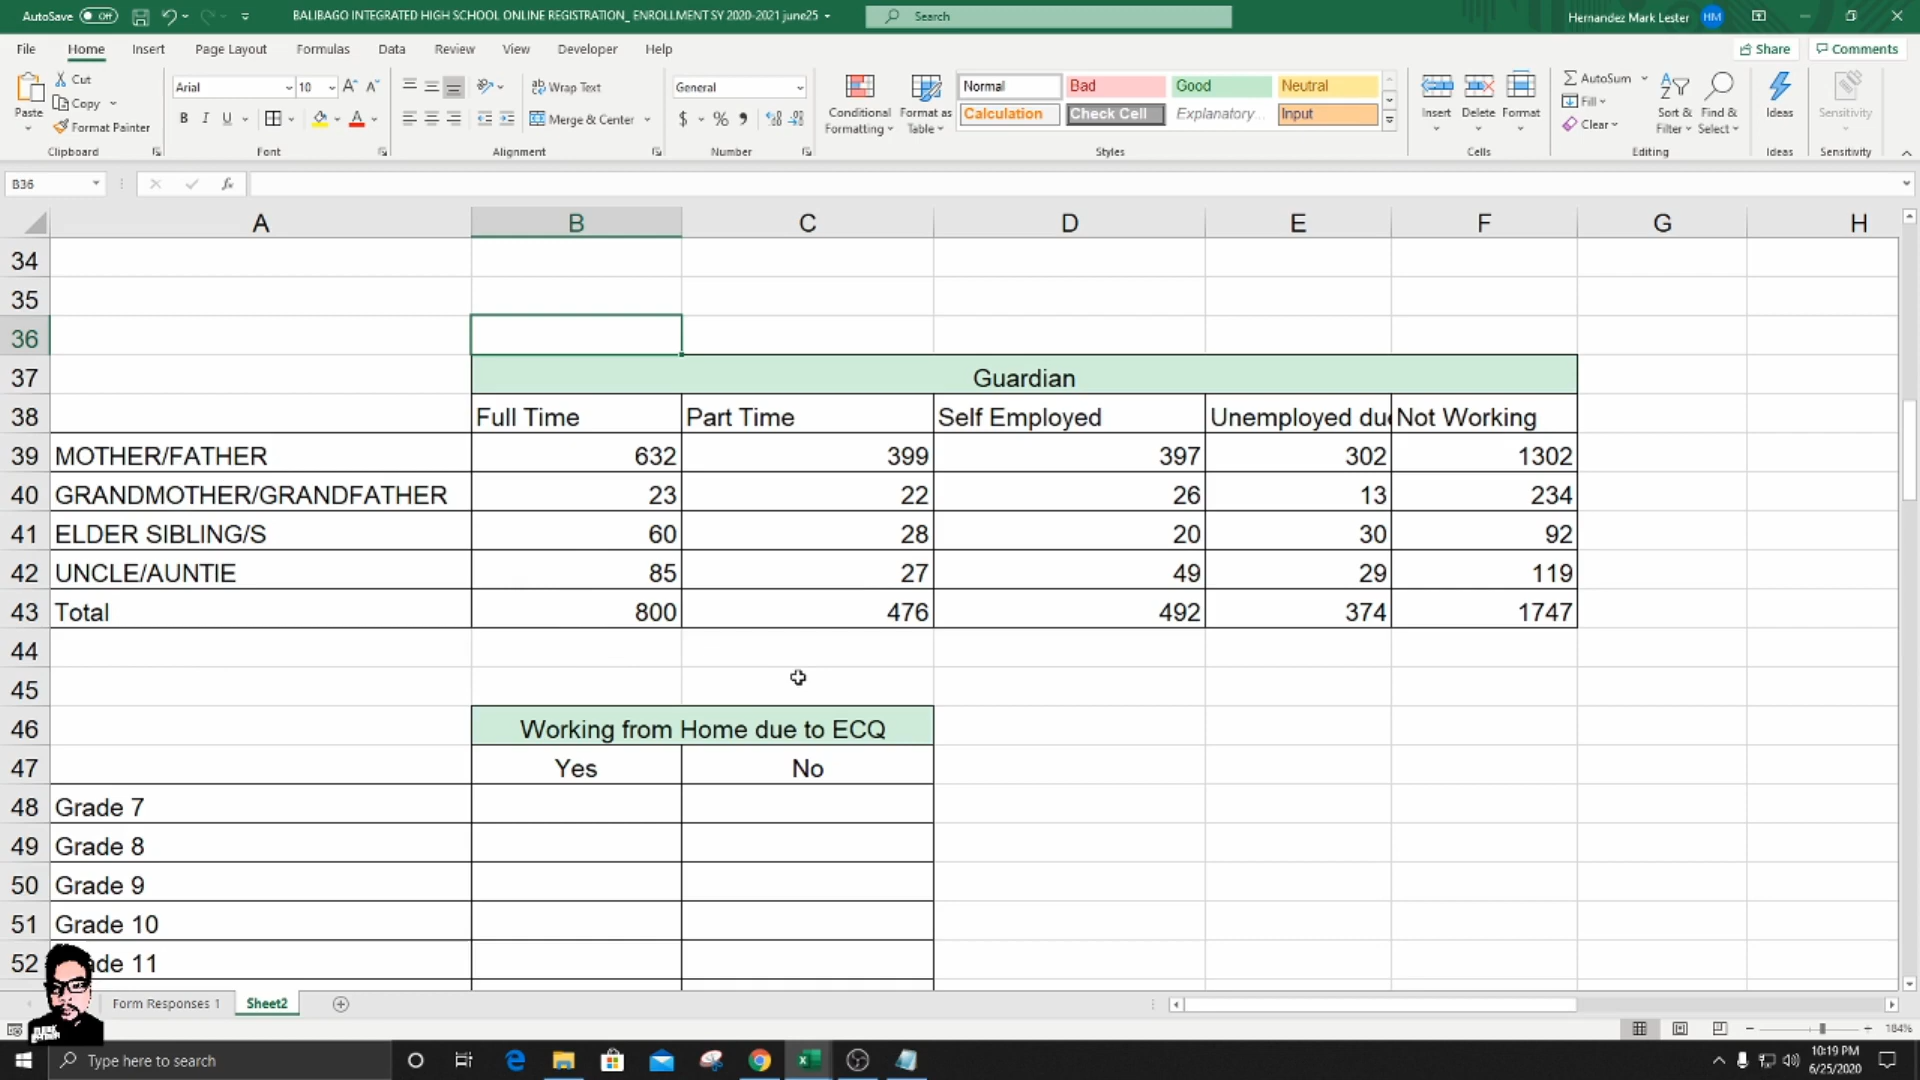 AutoSave Off BALIBAGO INTEGRATED HIGH SCHOOL ONLINE REGISTRATION_ ENROLLMENT SY 2020-2021 june25 Search Hernandez Mark Lester HM
File Home Insert Page Layout Formulas Data Review View Developer Help Share Comments
Paste
Cut
Copy
Format Painter
Clipboard
Arial 10
B I U
Font
Wrap Text
Merge & Center
Alignment
General
$ % ,
Number
Conditional Formatting
Format as Table
Normal Bad Good Neutral
Calculation Check Cell Explanatory... Input
Styles
Insert Delete Format
Cells
AutoSum
Fill
Clear
Sort & Filter
Find & Select
Editing
Ideas
Ideas
Sensitivity
Sensitivity
B36 fx
A B C D E F G H
34
35
36
37 Guardian
38 Full Time Part Time Self Employed Unemployed du Not Working
39 MOTHER/FATHER 632 399 397 302 1302
40 GRANDMOTHER/GRANDFATHER 23 22 26 13 234
41 ELDER SIBLING/S 60 28 20 30 92
42 UNCLE/AUNTIE 85 27 49 29 119
43 Total 800 476 492 374 1747
44
45
46 Working from Home due to ECQ
47 Yes No
48 Grade 7
49 Grade 8
50 Grade 9
51 Grade 10
52 ade 11
Form Responses 1 Sheet2
184%
Type here to search
10:19 PM
6/25/2020